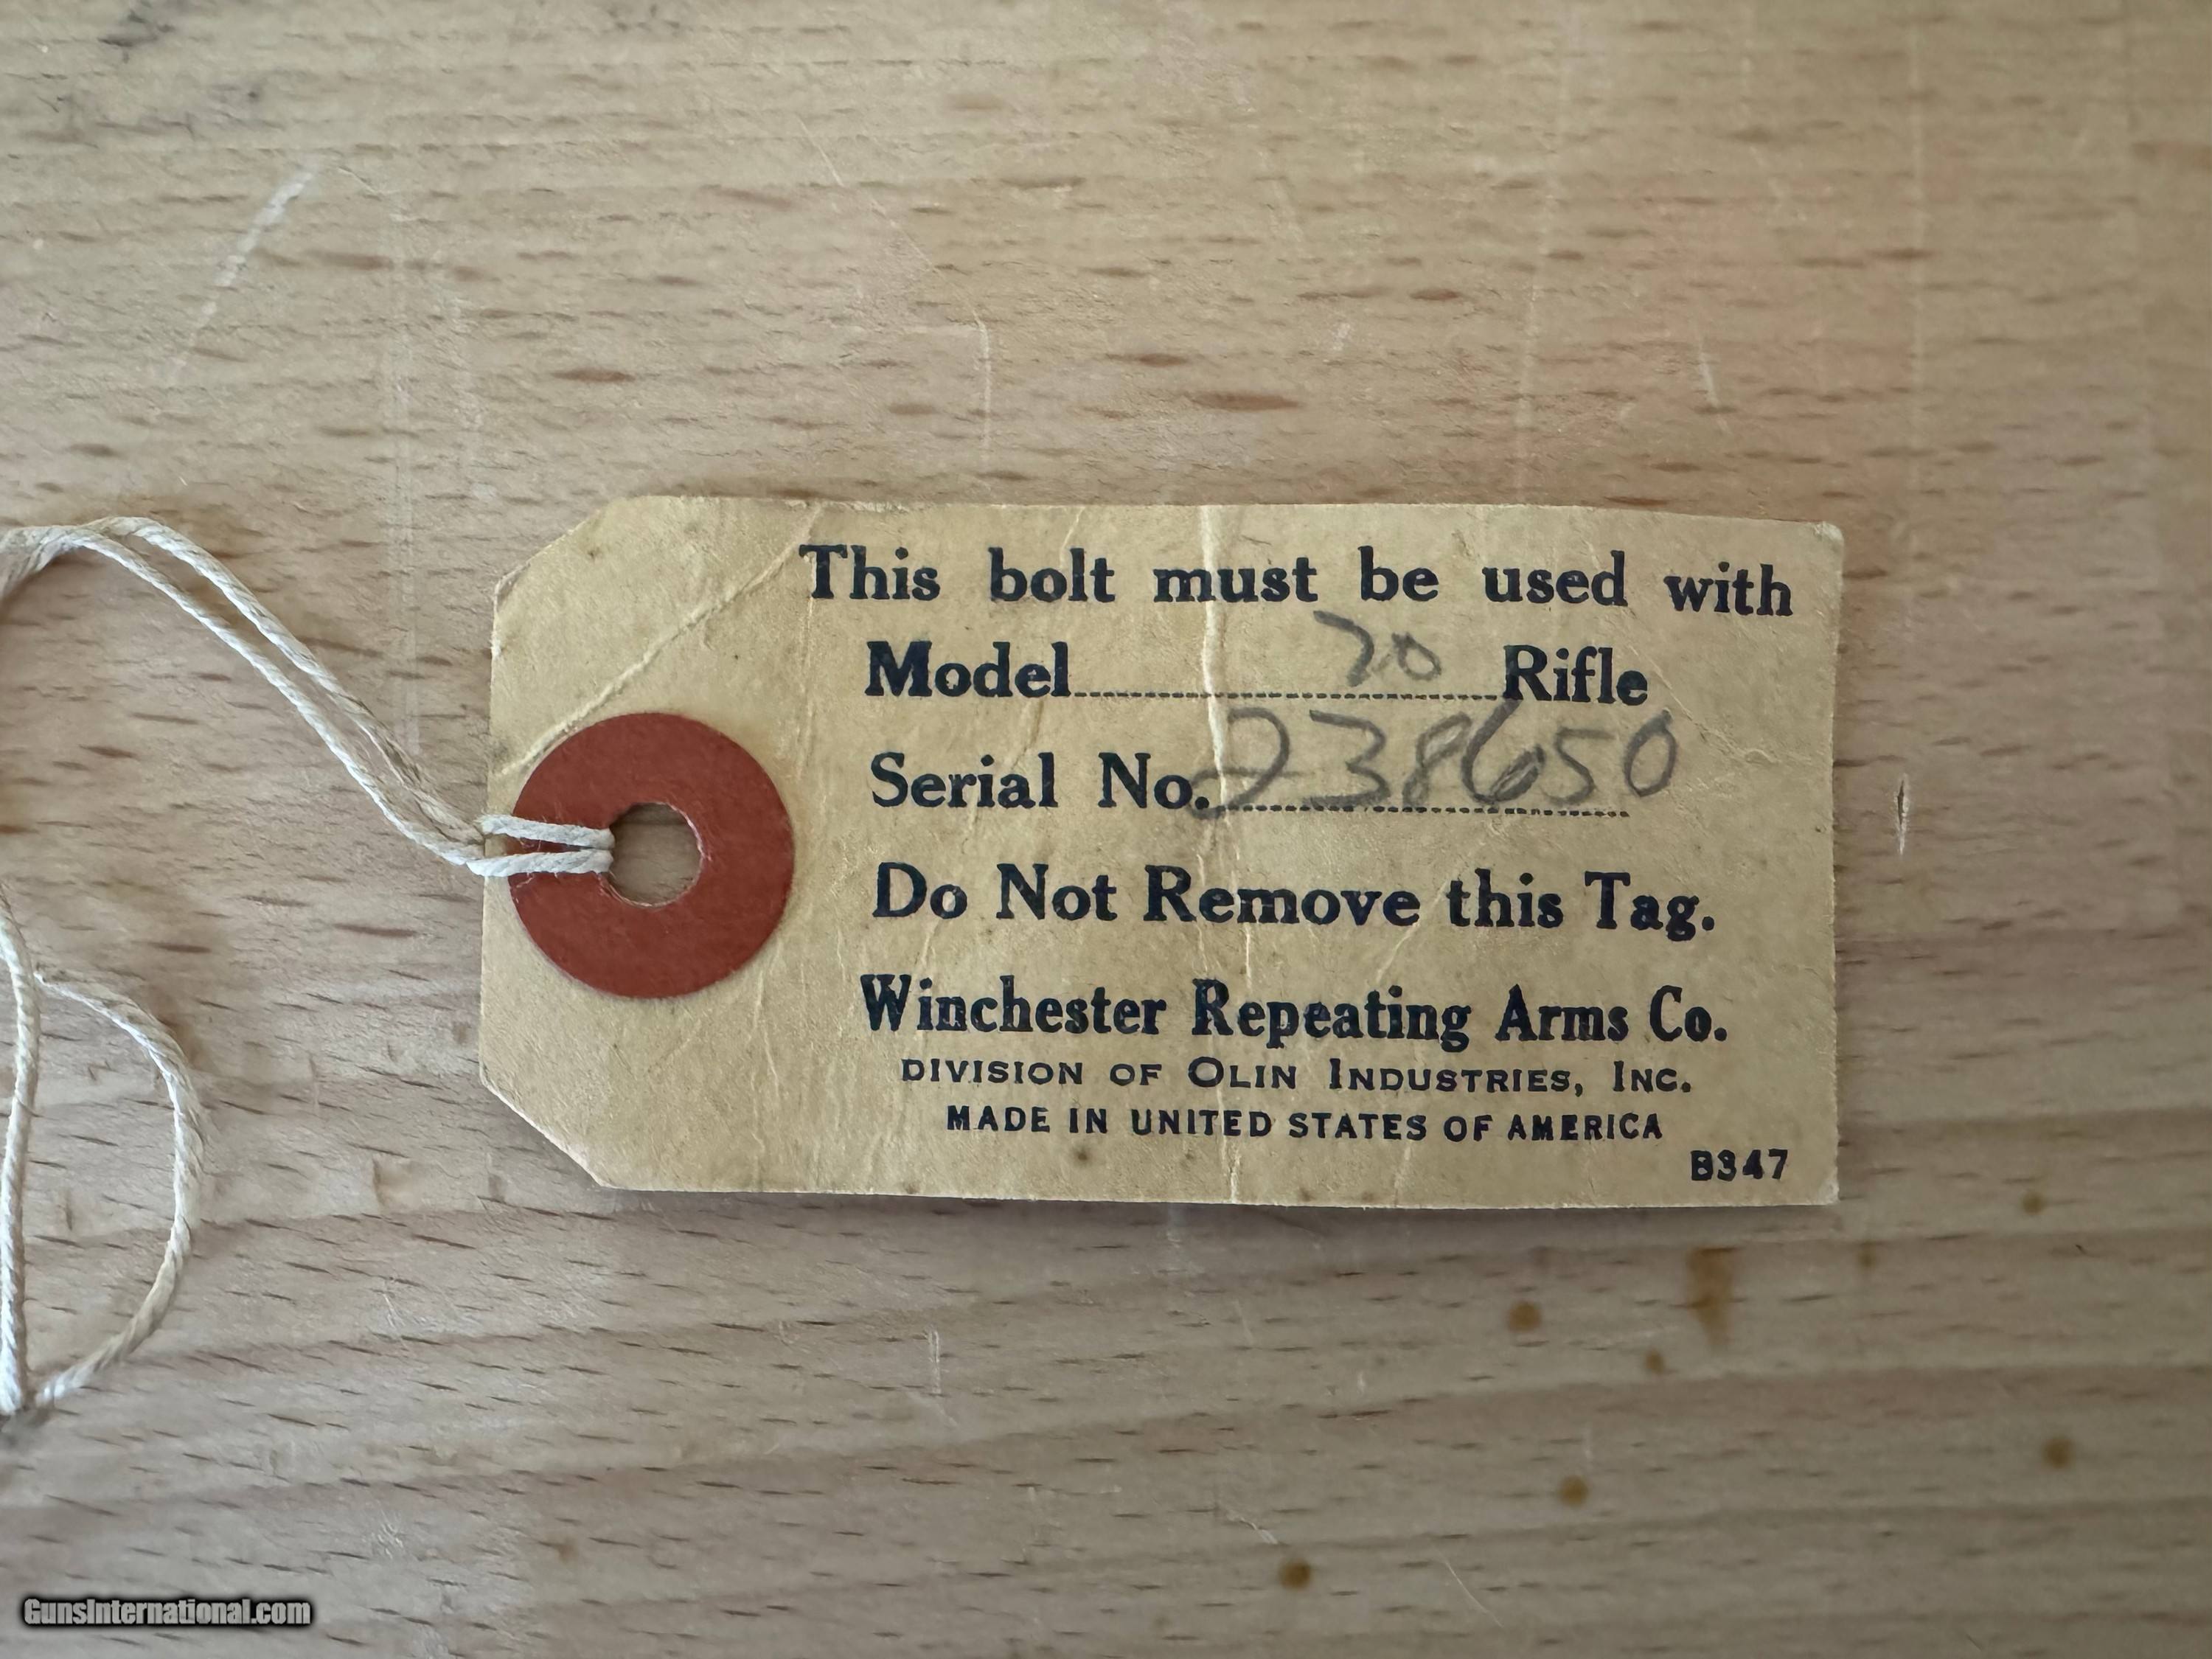 This bolt must be used with
Model 70 Rifle
Serial No. 238650
Do Not Remove this Tag.
Winchester Repeating Arms Co.
DIVISION OF OLIN INDUSTRIES, INC.
MADE IN UNITED STATES OF AMERICA
B347
GunsInternational.com